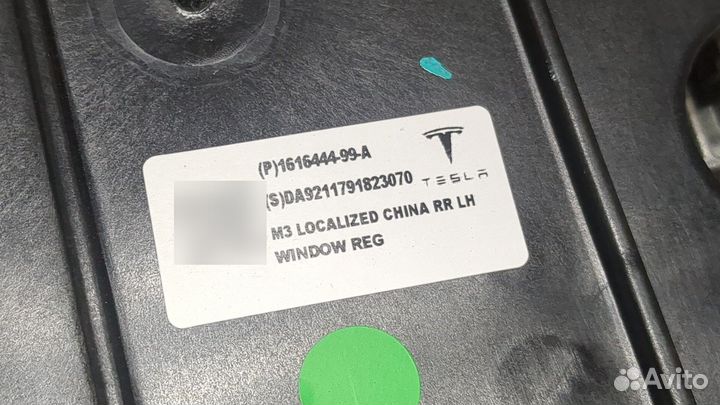 (P)1616444-99-A
(S)DA9211791823070
TESLA
M3 LOCALIZED CHINA RR LH
WINDOW REG
Avito